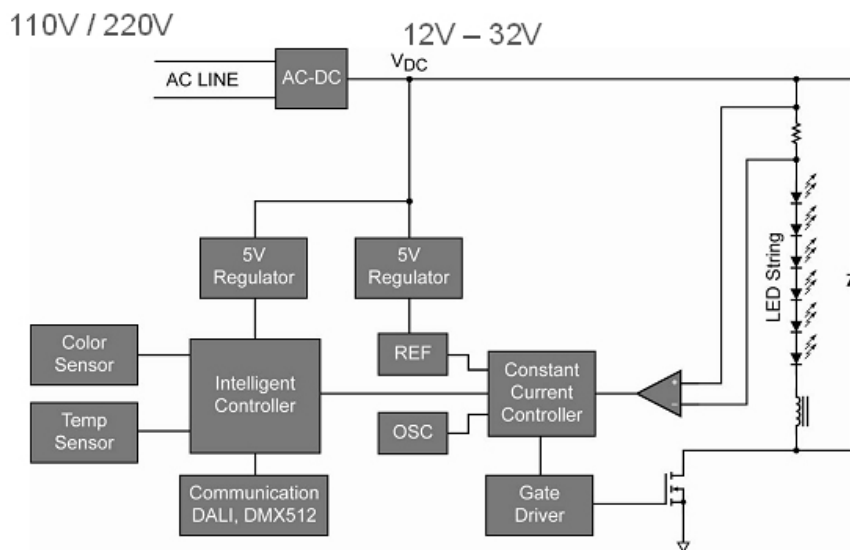 110V / 220V
12V – 32V
VDC
AC LINE
AC-DC
5V
Regulator
5V
Regulator
LED String
Color
Sensor
REF
Intelligent
Controller
Constant
Current
Controller
+
−
Temp
Sensor
OSC
Communication
DALI, DMX512
Gate
Driver